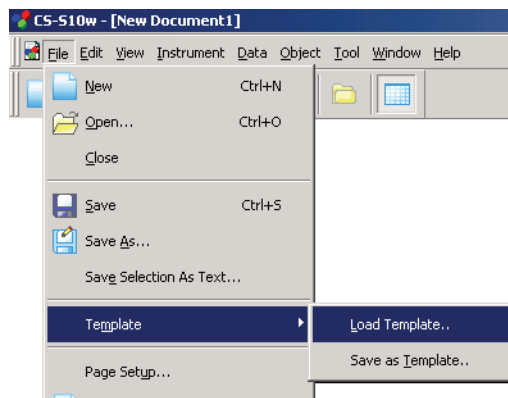 CS-S10w - [New Document1]
File Edit View Instrument Data Object Tool Window Help
New Ctrl+N
Open... Ctrl+O
Close
Save Ctrl+S
Save As...
Save Selection As Text...
Template
Load Template..
Save as Template..
Page Setup...